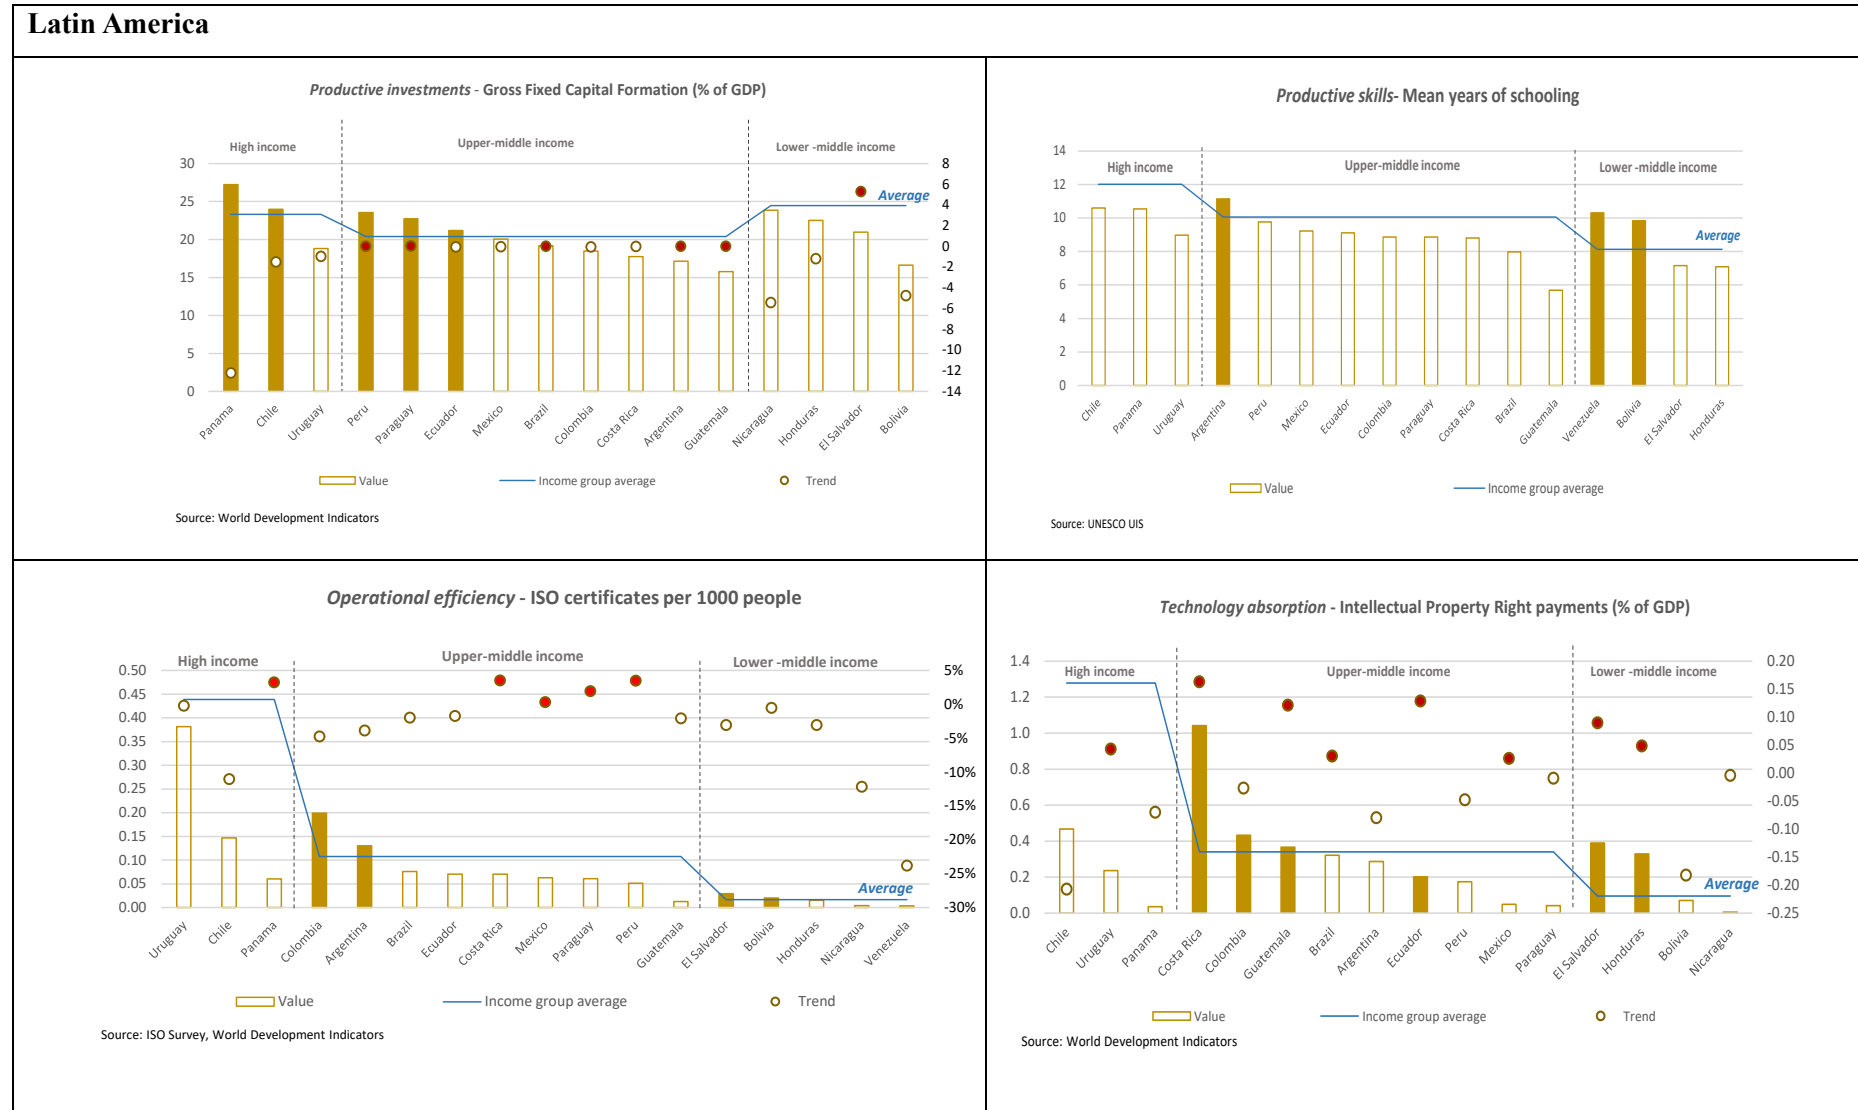 Latin America
Productive investments - Gross Fixed Capital Formation (% of GDP)
High income
Upper-middle income
Lower -middle income
30
25
20
15
10
5
0
8
6
4
2
0
-2
-4
-6
-8
-10
-12
-14
Average
Panama
Chile
Uruguay
Peru
Paraguay
Ecuador
Mexico
Brazil
Colombia
Costa Rica
Argentina
Guatemala
Nicaragua
Honduras
El Salvador
Bolivia
Value
Income group average
Trend
Source: World Development Indicators
Productive skills- Mean years of schooling
14
12
10
8
6
4
2
0
High income
Upper-middle income
Lower -middle income
Average
Chile
Panama
Uruguay
Argentina
Peru
Mexico
Ecuador
Colombia
Paraguay
Costa Rica
Brazil
Guatemala
Venezuela
Bolivia
El Salvador
Honduras
Value
Income group average
Source: UNESCO UIS
Operational efficiency - ISO certificates per 1000 people
High income
Upper-middle income
Lower -middle income
0.50
0.45
0.40
0.35
0.30
0.25
0.20
0.15
0.10
0.05
0.00
5%
0%
-5%
-10%
-15%
-20%
-25%
-30%
Average
Uruguay
Chile
Panama
Colombia
Argentina
Brazil
Ecuador
Costa Rica
Mexico
Paraguay
Peru
Guatemala
El Salvador
Bolivia
Honduras
Nicaragua
Venezuela
Value
Income group average
Trend
Source: ISO Survey, World Development Indicators
Technology absorption - Intellectual Property Right payments (% of GDP)
1.4
1.2
1.0
0.8
0.6
0.4
0.2
0.0
High income
Upper-middle income
Lower -middle income
0.20
0.15
0.10
0.05
0.00
-0.05
-0.10
-0.15
-0.20
-0.25
Average
Chile
Uruguay
Panama
Costa Rica
Colombia
Guatemala
Brazil
Argentina
Ecuador
Peru
Mexico
Paraguay
El Salvador
Honduras
Bolivia
Nicaragua
Value
Income group average
Trend
Source: World Development Indicators